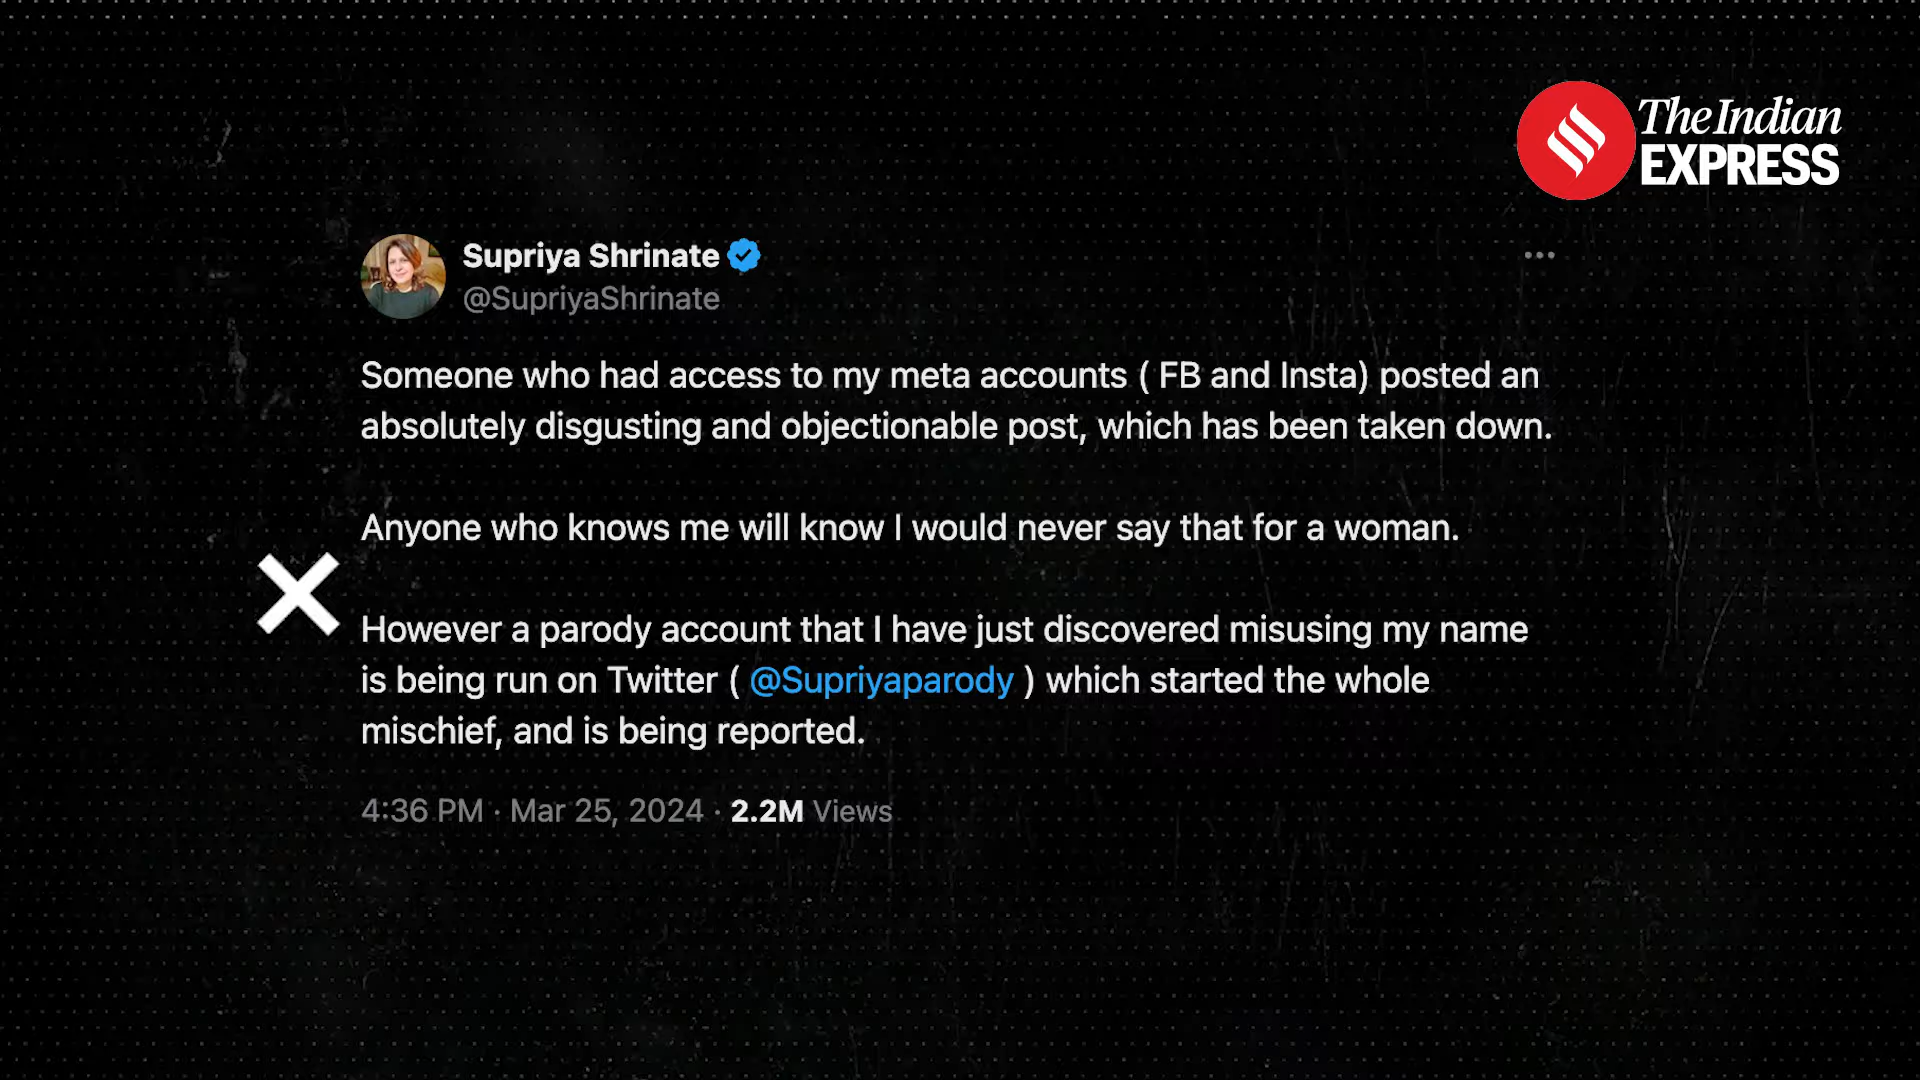 The Indian
EXPRESS
Supriya Shrinate
@SupriyaShrinate
Someone who had access to my meta accounts ( FB and Insta) posted an
absolutely disgusting and objectionable post, which has been taken down.
Anyone who knows me will know I would never say that for a woman.
However a parody account that I have just discovered misusing my name
is being run on Twitter ( @Supriyaparody ) which started the whole
mischief, and is being reported.
4:36 PM · Mar 25, 2024 · 2.2M Views